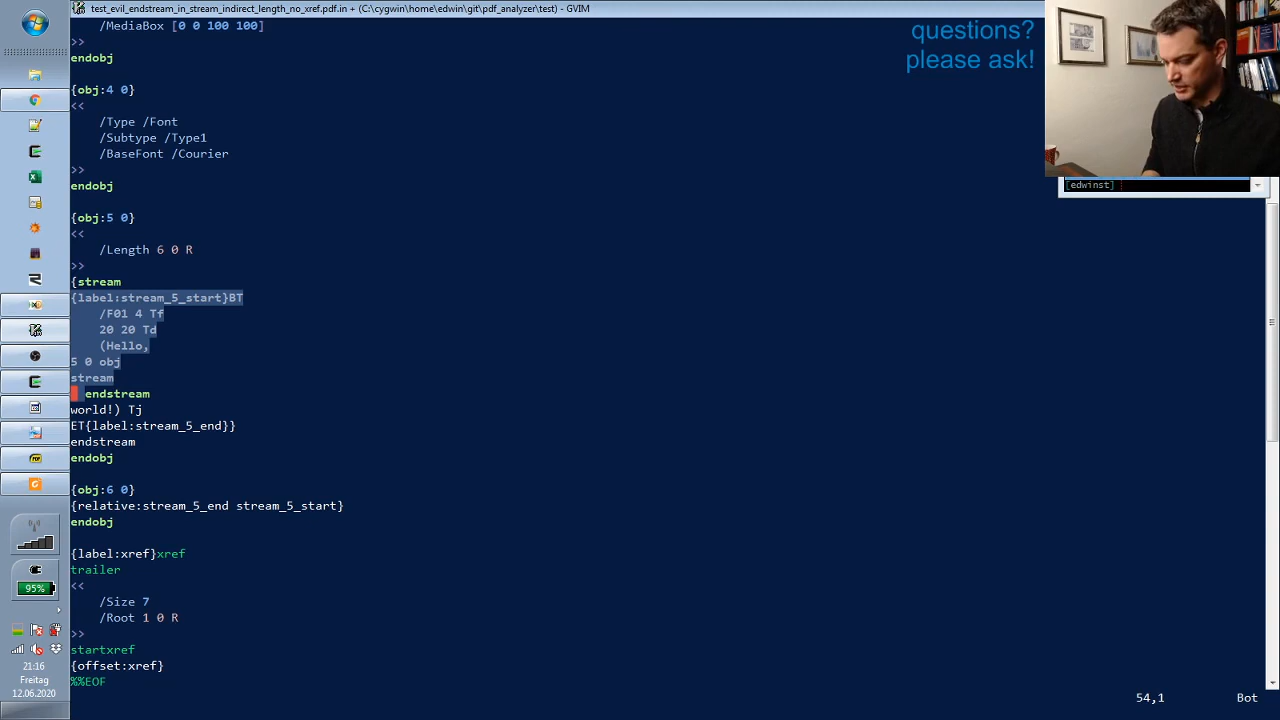 test_evil_endstream_in_stream_indirect_length_no_xref.pdf.in + (C:\cygwin\home\edwin\git\pdf_analyzer\test) - GVIM
/MediaBox [0 0 100 100]
>>
endobj
{obj:4 0}
<<
/Type /Font
/Subtype /Type1
/BaseFont /Courier
>>
endobj
{obj:5 0}
<<
/Length 6 0 R
>>
{stream
{label:stream_5_start}BT
/F01 4 Tf
20 20 Td
(Hello,
5 0 obj
stream
endstream
world!) Tj
ET{label:stream_5_end}}
endstream
endobj
{obj:6 0}
{relative:stream_5_end stream_5_start}
endobj
{label:xref}xref
trailer
<<
/Size 7
/Root 1 0 R
>>
startxref
{offset:xref}
%%EOF
54,1
Bot
questions?
please ask!
[edwinst]
95%
21:16
Freitag
12.06.2020